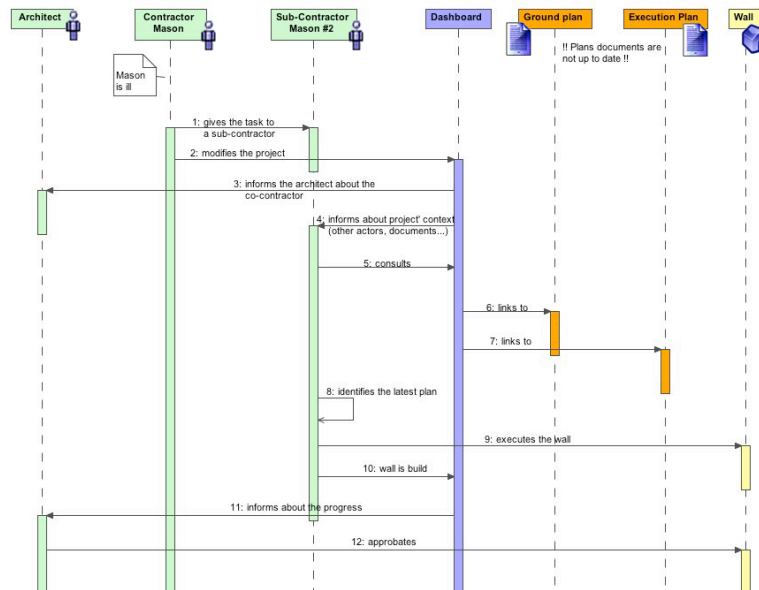 Architect
Contractor
Mason
Sub-Contractor
Mason #2
Dashboard
Ground plan
Execution Plan
Wall
!! Plans documents are
not up to date !!
Mason
is ill
1: gives the task to
a sub-contractor
2: modifies the project
3: informs the architect about the
co-contractor
4: informs about project' context
(other actors, documents...)
5: consults
6: links to
7: links to
8: identifies the latest plan
9: executes the wall
10: wall is build
11: informs about the progress
12: approbates